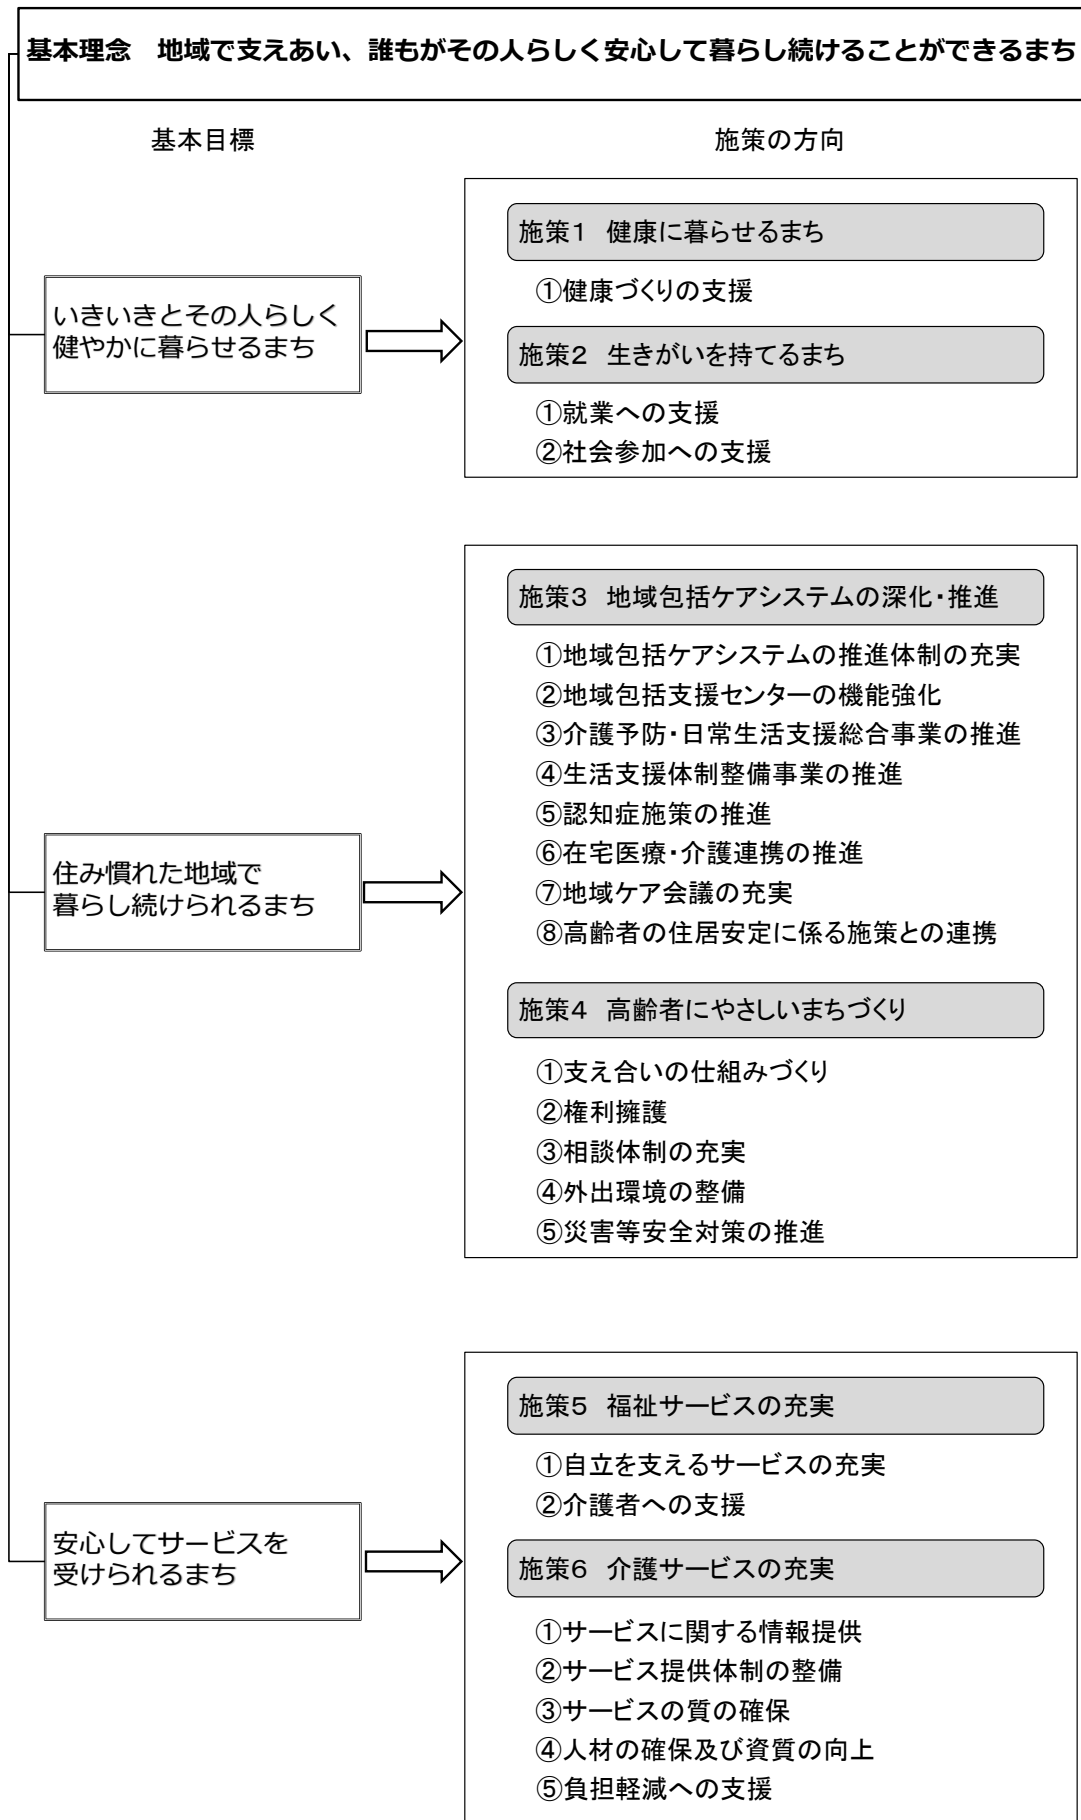 基本理念　地域で支えあい、誰もがその人らしく安心して暮らし続けることができるまち
基本目標
施策の方向
いきいきとその人らしく
健やかに暮らせるまち
施策1　健康に暮らせるまち
①健康づくりの支援
施策2　生きがいを持てるまち
①就業への支援
②社会参加への支援
住み慣れた地域で
暮らし続けられるまち
施策3　地域包括ケアシステムの深化・推進
①地域包括ケアシステムの推進体制の充実
②地域包括支援センターの機能強化
③介護予防・日常生活支援総合事業の推進
④生活支援体制整備事業の推進
⑤認知症施策の推進
⑥在宅医療・介護連携の推進
⑦地域ケア会議の充実
⑧高齢者の住居安定に係る施策との連携
施策4　高齢者にやさしいまちづくり
①支え合いの仕組みづくり
②権利擁護
③相談体制の充実
④外出環境の整備
⑤災害等安全対策の推進
安心してサービスを
受けられるまち
施策5　福祉サービスの充実
①自立を支えるサービスの充実
②介護者への支援
施策6　介護サービスの充実
①サービスに関する情報提供
②サービス提供体制の整備
③サービスの質の確保
④人材の確保及び資質の向上
⑤負担軽減への支援